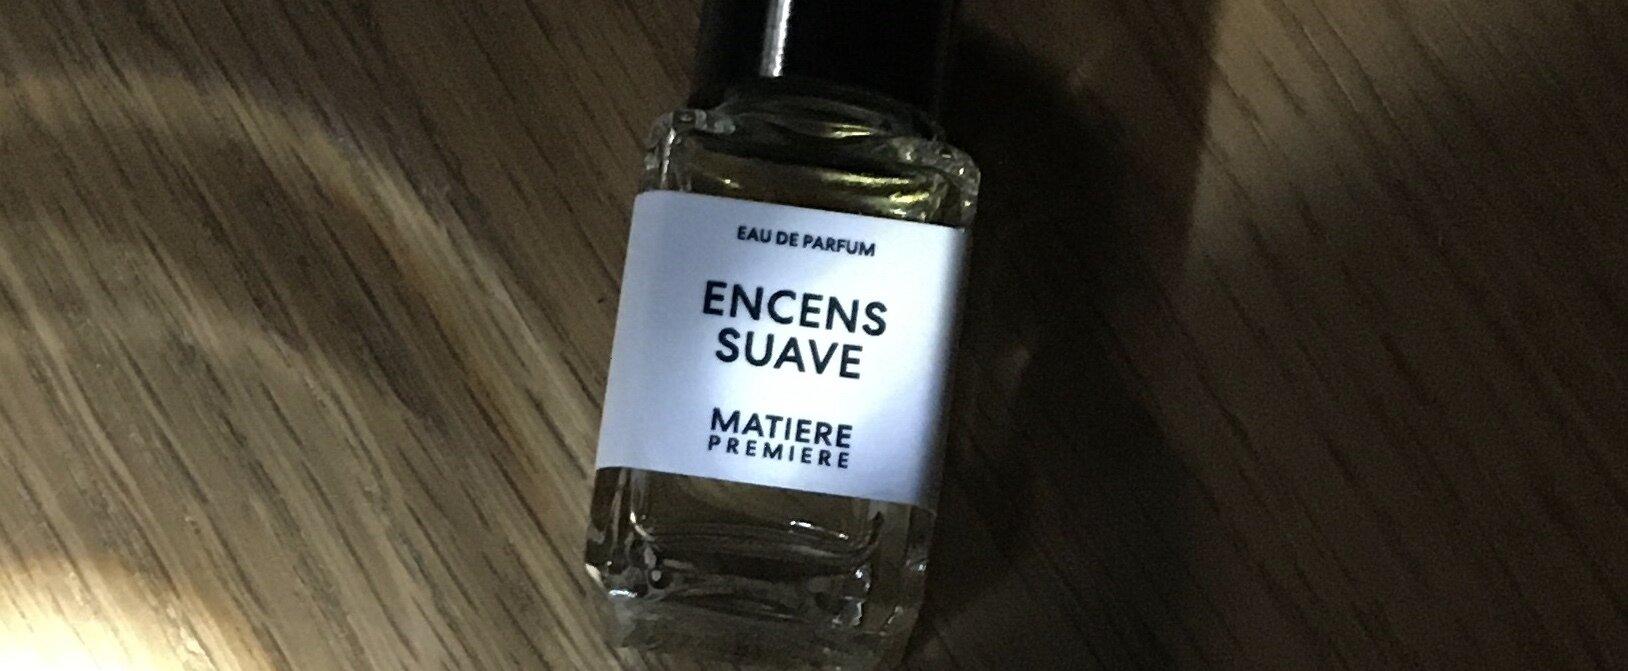 EAU DE PARFUM
ENCENS
SUAVE
MATIERE
PREMIERE